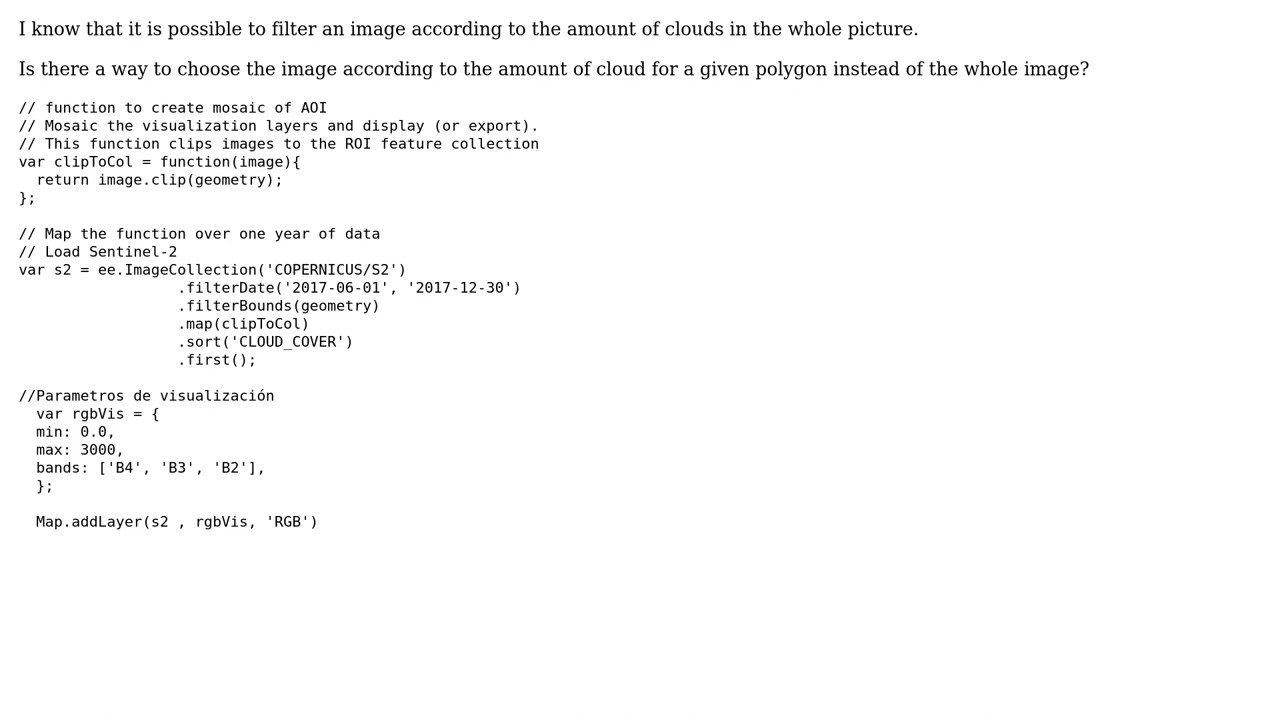 I know that it is possible to filter an image according to the amount of clouds in the whole picture.
Is there a way to choose the image according to the amount of cloud for a given polygon instead of the whole image?
// function to create mosaic of AOI
// Mosaic the visualization layers and display (or export).
// This function clips images to the ROI feature collection
var clipToCol = function(image){
  return image.clip(geometry);
};
// Map the function over one year of data
// Load Sentinel-2
var s2 = ee.ImageCollection('COPERNICUS/S2')
                  .filterDate('2017-06-01', '2017-12-30')
                  .filterBounds(geometry)
                  .map(clipToCol)
                  .sort('CLOUD_COVER')
                  .first();
//Parametros de visualización
  var rgbVis = {
  min: 0.0,
  max: 3000,
  bands: ['B4', 'B3', 'B2'],
  };
  Map.addLayer(s2 , rgbVis, 'RGB')